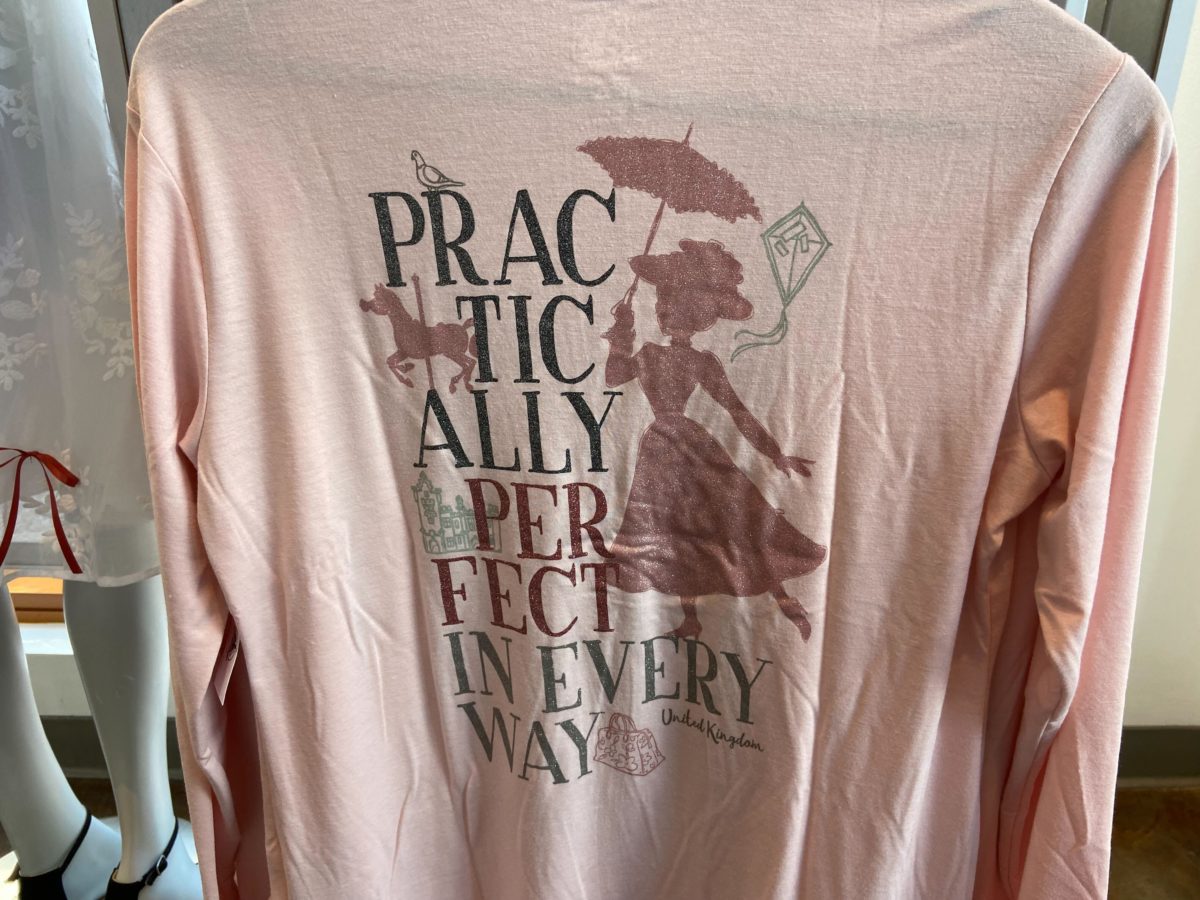 PRAC
TIC
ALLY
PER
FECT
IN EVERY
WAY
United Kingdom